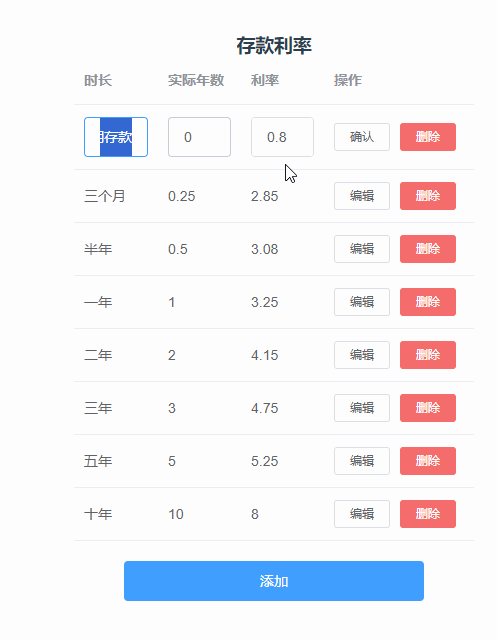 存款利率
时长 实际年数 利率 操作
期存款 0 0.8 确认 删除
三个月 0.25 2.85 编辑 删除
半年 0.5 3.08 编辑 删除
一年 1 3.25 编辑 删除
二年 2 4.15 编辑 删除
三年 3 4.75 编辑 删除
五年 5 5.25 编辑 删除
十年 10 8 编辑 删除
添加